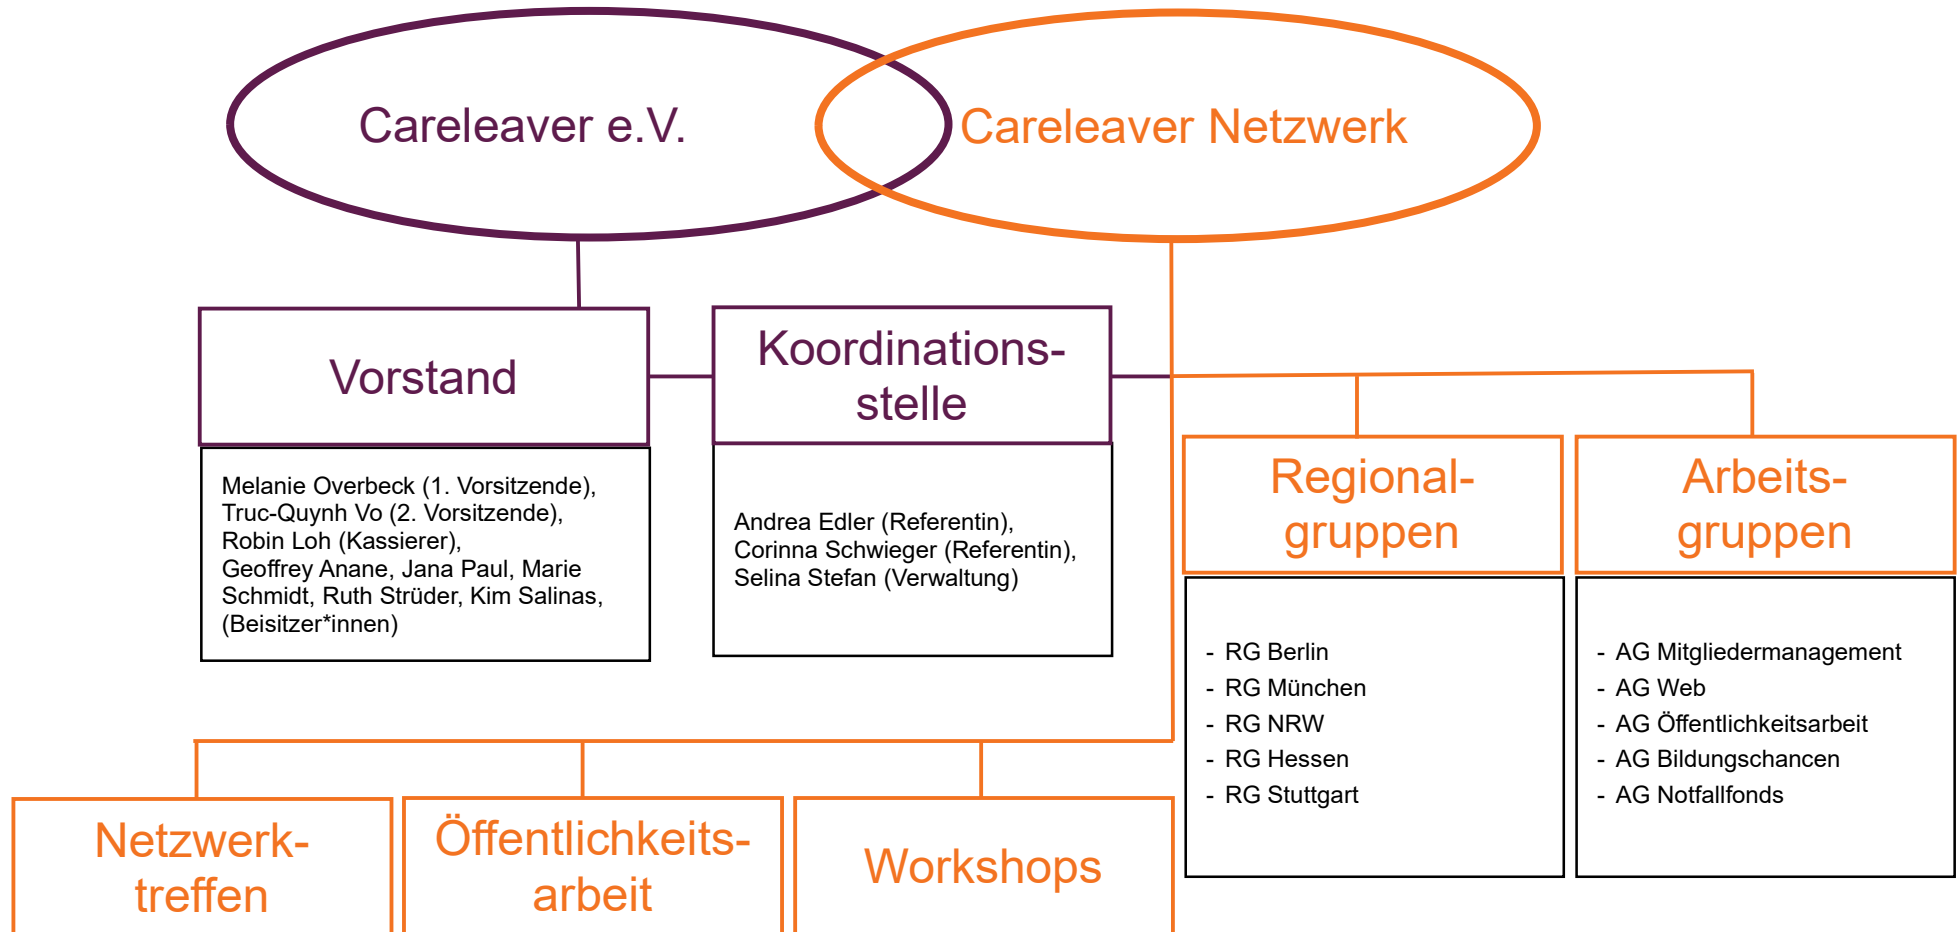 Careleaver e.V.
Careleaver Netzwerk
Vorstand
Koordinations-
stelle
Melanie Overbeck (1. Vorsitzende),
Truc-Quynh Vo (2. Vorsitzende),
Robin Loh (Kassierer),
Geoffrey Anane, Jana Paul, Marie
Schmidt, Ruth Strüder, Kim Salinas,
(Beisitzer*innen)
Andrea Edler (Referentin),
Corinna Schwieger (Referentin),
Selina Stefan (Verwaltung)
Regional-
gruppen
Arbeits-
gruppen
- RG Berlin
- RG München
- RG NRW
- RG Hessen
- RG Stuttgart
- AG Mitgliedermanagement
- AG Web
- AG Öffentlichkeitsarbeit
- AG Bildungschancen
- AG Notfallfonds
Netzwerk-
treffen
Öffentlichkeits-
arbeit
Workshops